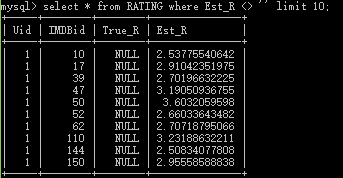 mysql> select * from RATING where Est_R <> '' limit 10;
| Uid | IMDBid | True_R | Est_R |
| 1 | 10 | NULL | 2.53775540642 |
| 1 | 17 | NULL | 2.91042351975 |
| 1 | 39 | NULL | 2.70196632225 |
| 1 | 47 | NULL | 3.19050936755 |
| 1 | 50 | NULL | 3.6032059598 |
| 1 | 52 | NULL | 2.66033643482 |
| 1 | 62 | NULL | 2.70718795066 |
| 1 | 110 | NULL | 3.23188632211 |
| 1 | 144 | NULL | 2.50834077808 |
| 1 | 150 | NULL | 2.95558588838 |